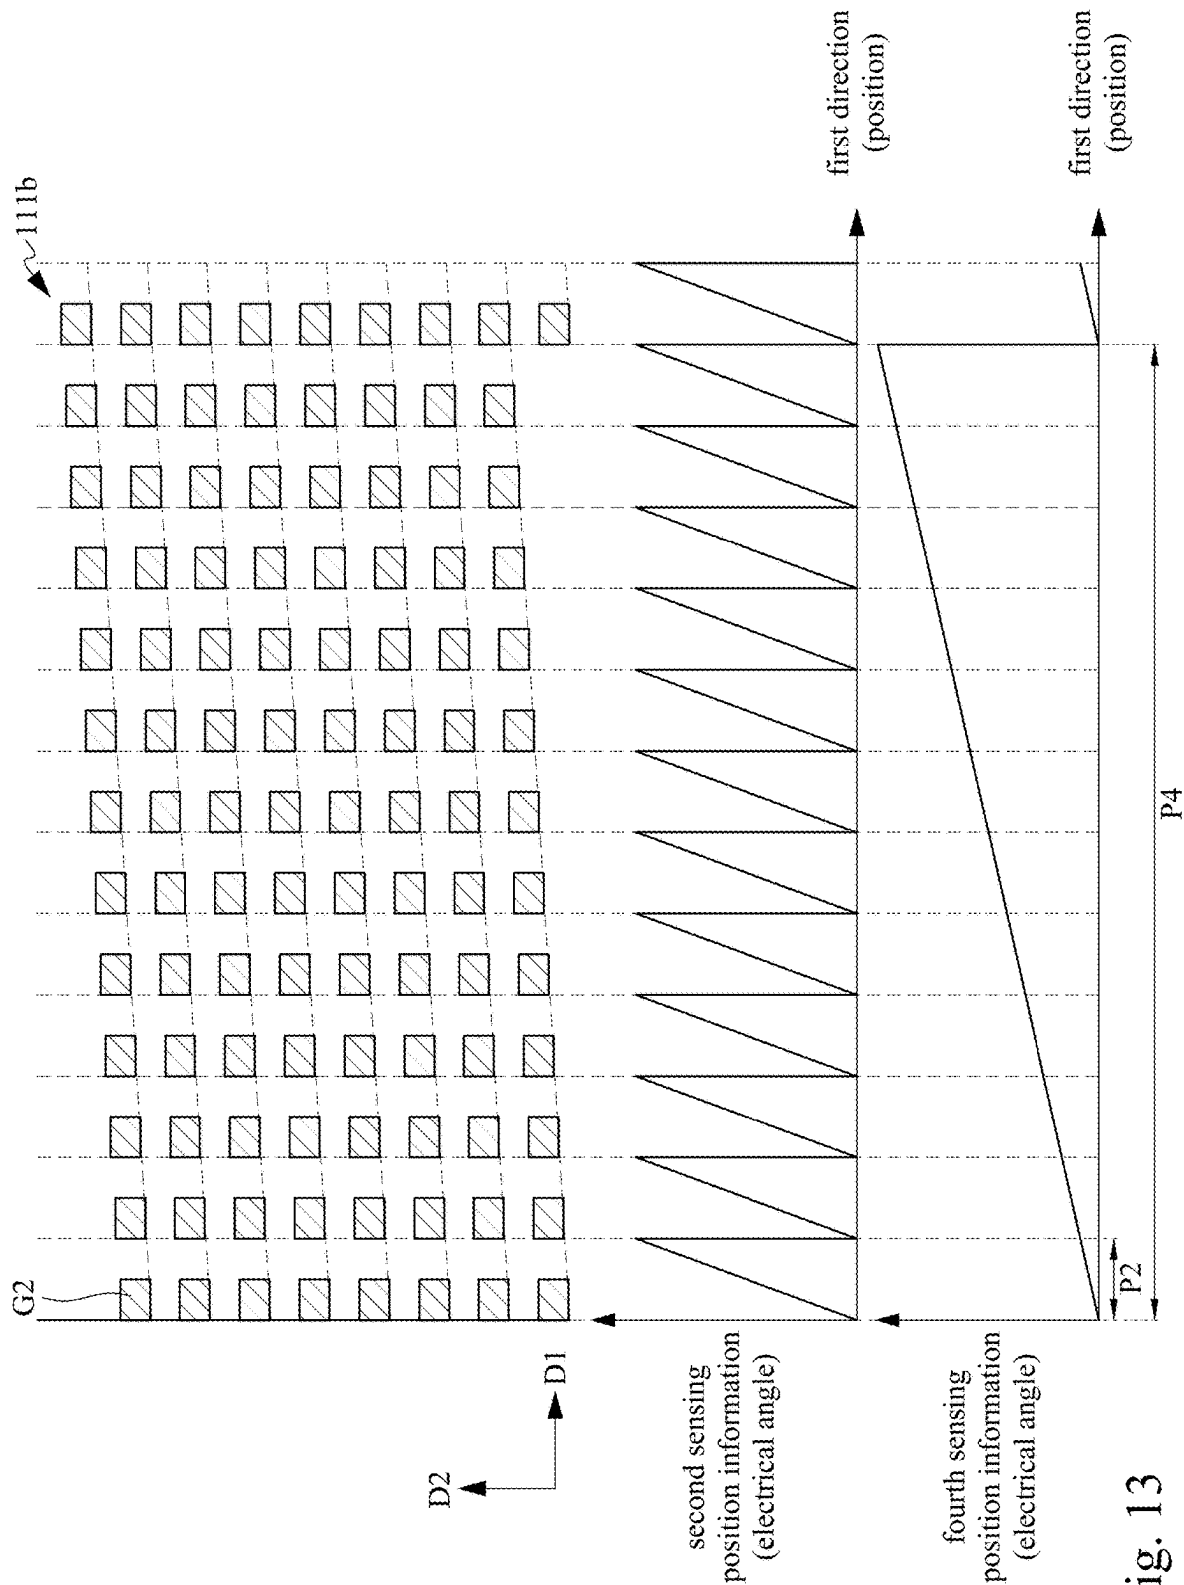 111b
G2
D2
D1
second sensing
position information
(electrical angle)
first direction
(position)
fourth sensing
position information
(electrical angle)
first direction
(position)
P2
P4
ig. 13